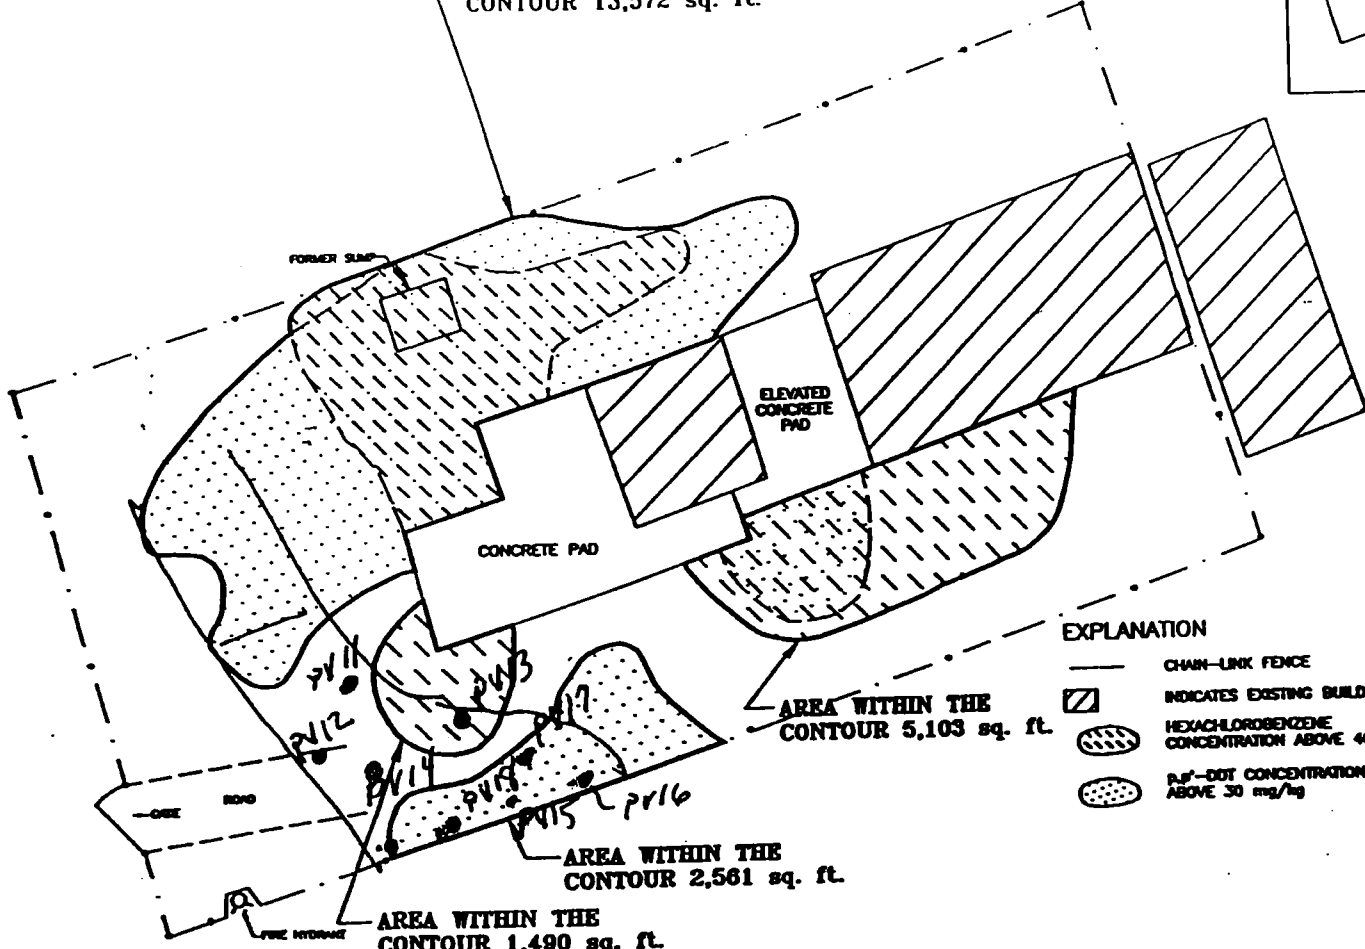 CONTOUR 13,572 sq. ft.
FORMER SUMP
ELEVATED
CONCRETE
PAD
CONCRETE PAD
PV11
PV13
PV12
PV17
PV14
PV18
PV15
PV16
GATE
ROAD
FIRE HYDRANT
AREA WITHIN THE
CONTOUR 5,103 sq. ft.
AREA WITHIN THE
CONTOUR 2,561 sq. ft.
AREA WITHIN THE
CONTOUR 1,490 sq. ft.
EXPLANATION
CHAIN-LINK FENCE
INDICATES EXISTING BUILD
HEXACHLOROBENZENE
CONCENTRATION ABOVE 4
p,p'-DDT CONCENTRATION
ABOVE 30 mg/kg